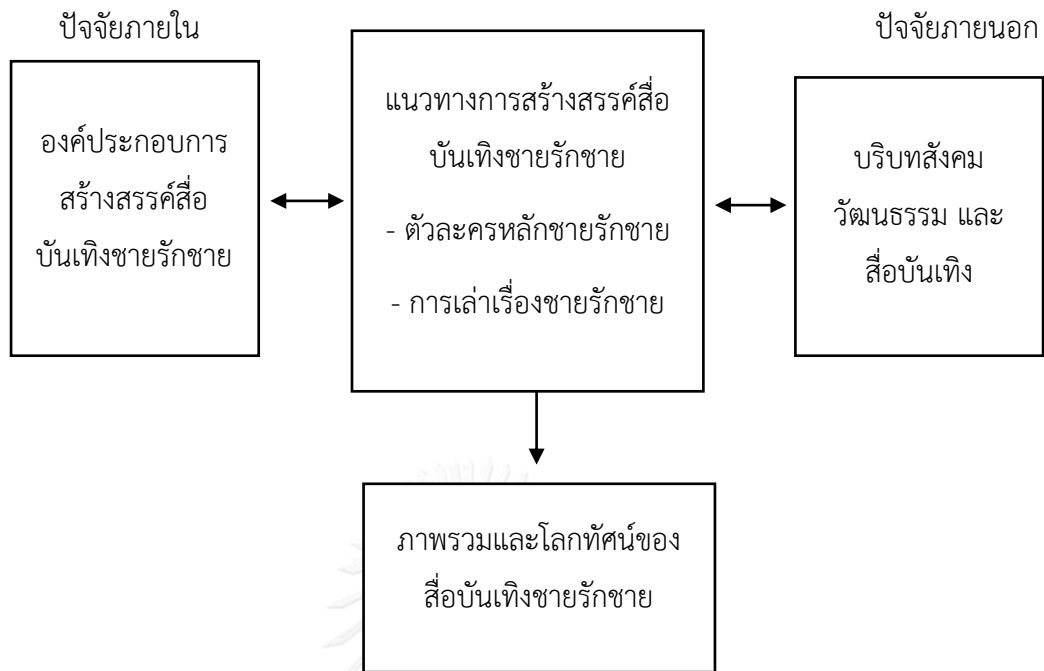 ปัจจัยภายใน
ปัจจัยภายนอก
องค์ประกอบการ
สร้างสรรค์สื่อ
บันเทิงชายรักชาย
แนวทางการสร้างสรรค์สื่อ
บันเทิงชายรักชาย
- ตัวละครหลักชายรักชาย
- การเล่าเรื่องชายรักชาย
บริบทสังคม
วัฒนธรรม และ
สื่อบันเทิง
ภาพรวมและโลกทัศน์ของ
สื่อบันเทิงชายรักชาย